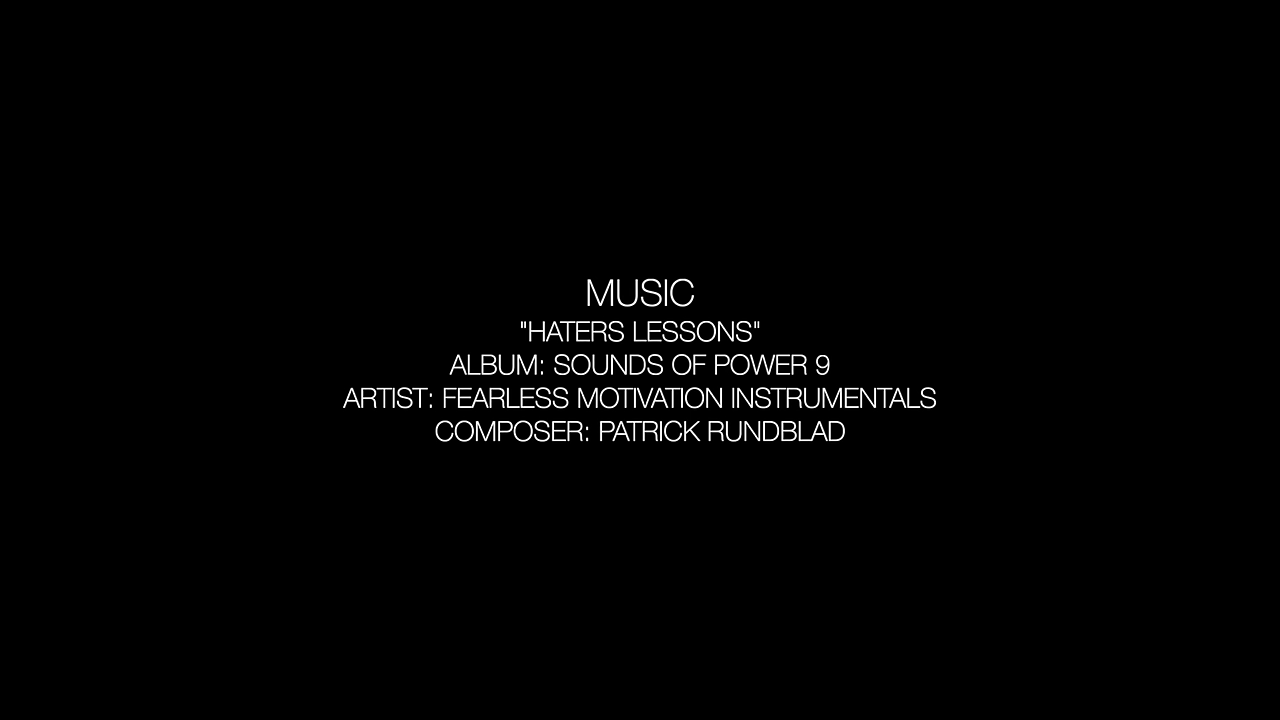 MUSIC
"HATERS LESSONS"
ALBUM: SOUNDS OF POWER 9
ARTIST: FEARLESS MOTIVATION INSTRUMENTALS
COMPOSER: PATRICK RUNDBLAD